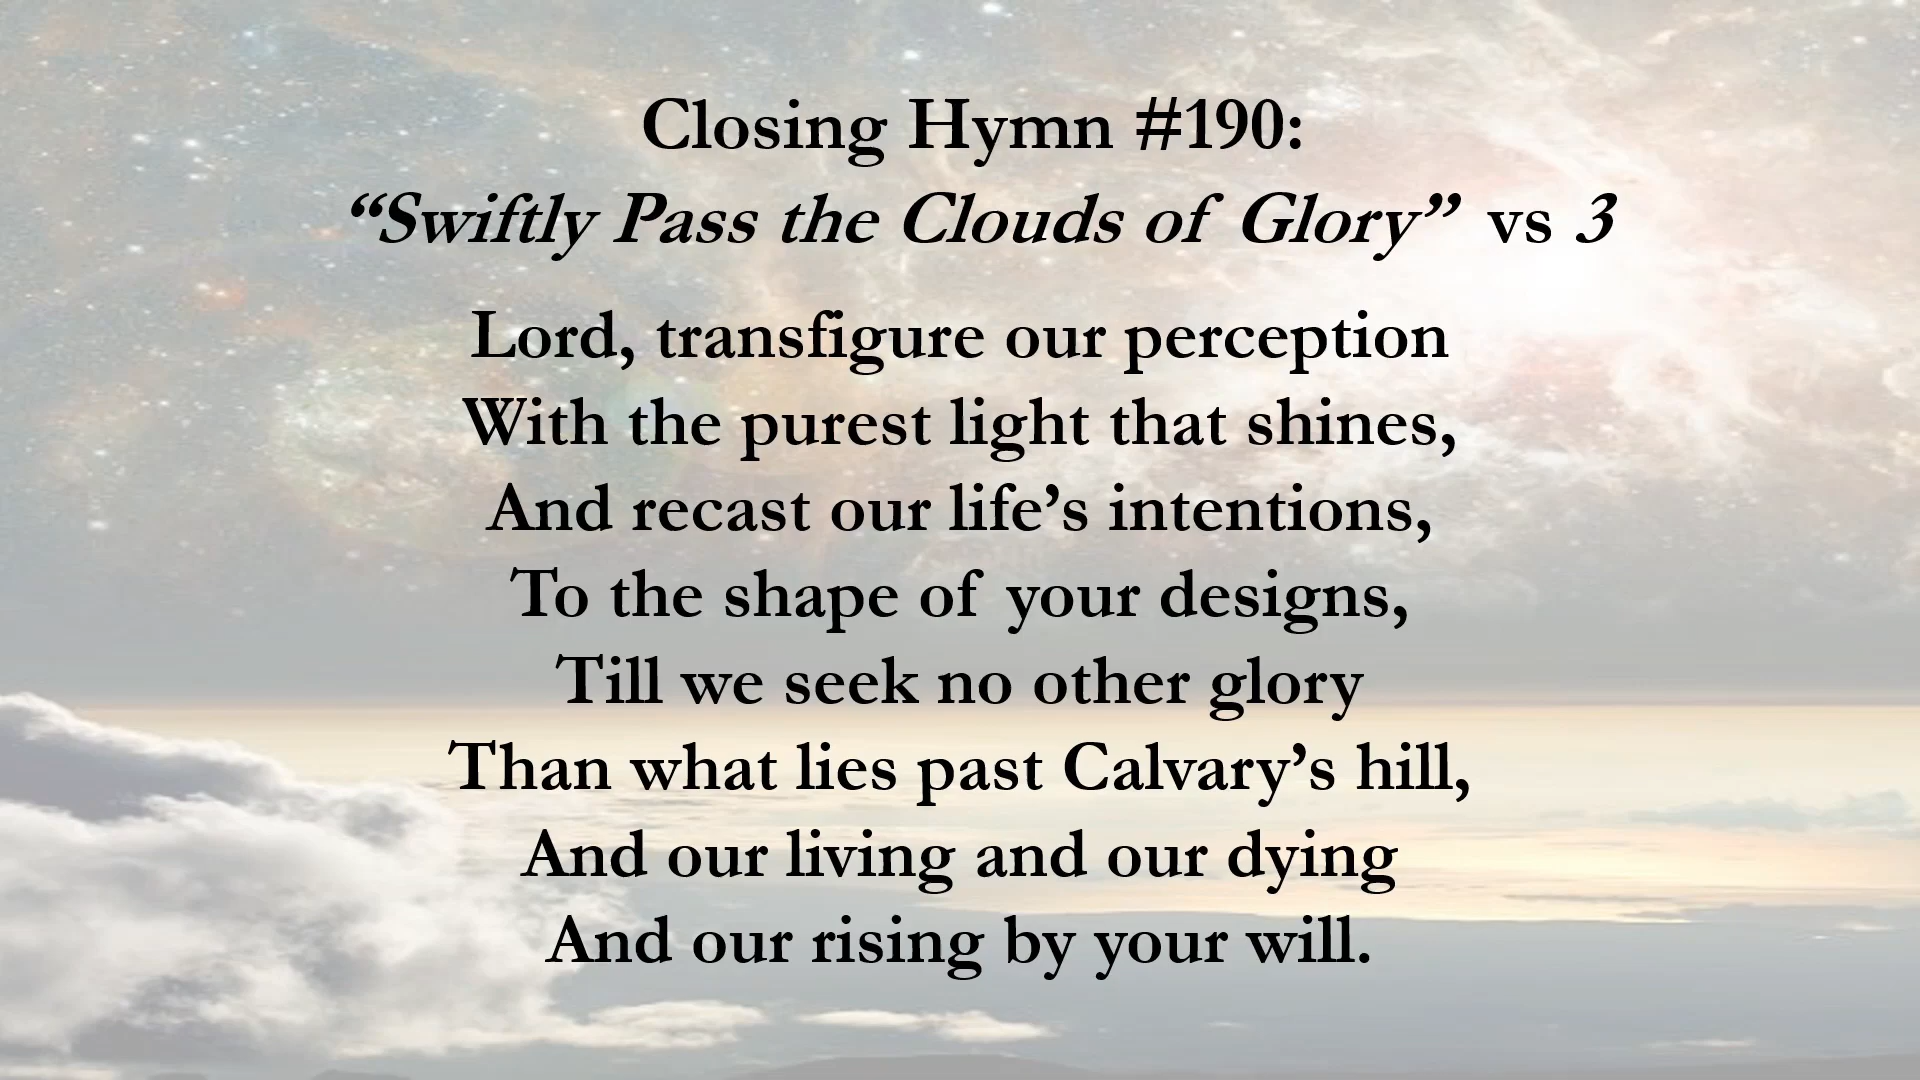 Closing Hymn #190:
“Swiftly Pass the Clouds of Glory” vs 3
Lord, transfigure our perception
With the purest light that shines,
And recast our life’s intentions,
To the shape of your designs,
Till we seek no other glory
Than what lies past Calvary’s hill,
And our living and our dying
And our rising by your will.